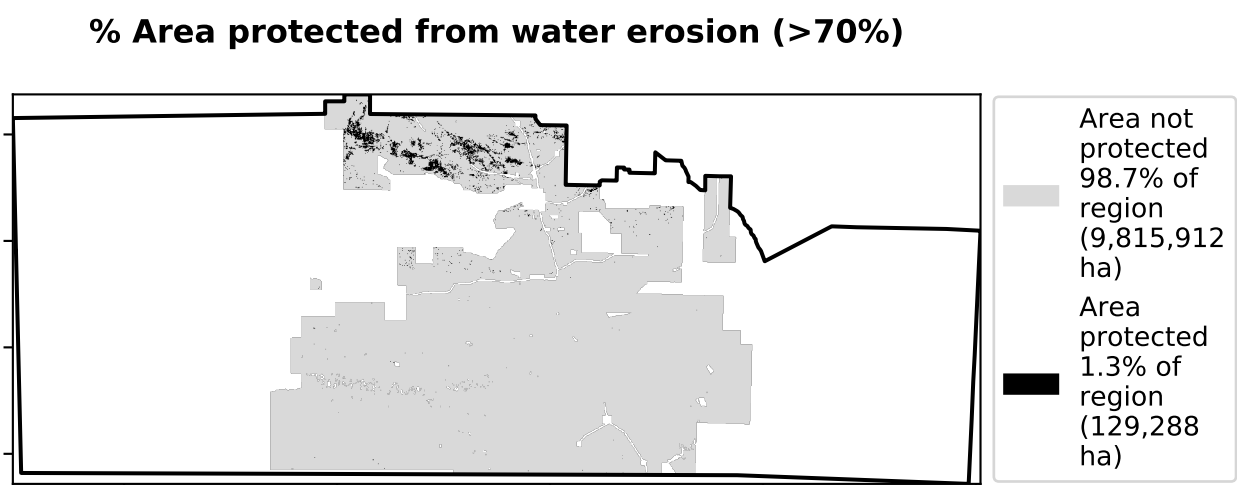 % Area protected from water erosion (>70%)
Area not
protected
98.7% of
region
(9,815,912
ha)
Area
protected
1.3% of
region
(129,288
ha)